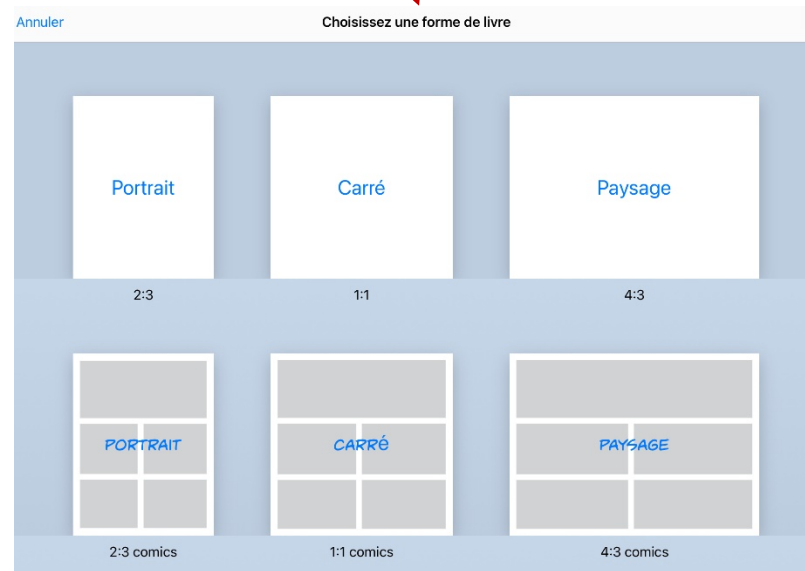 Annuler
Choisissez une forme de livre
Portrait
Carré
Paysage
2:3
1:1
4:3
PORTRAIT
CARRé
PAYSAGE
2:3 comics
1:1 comics
4:3 comics